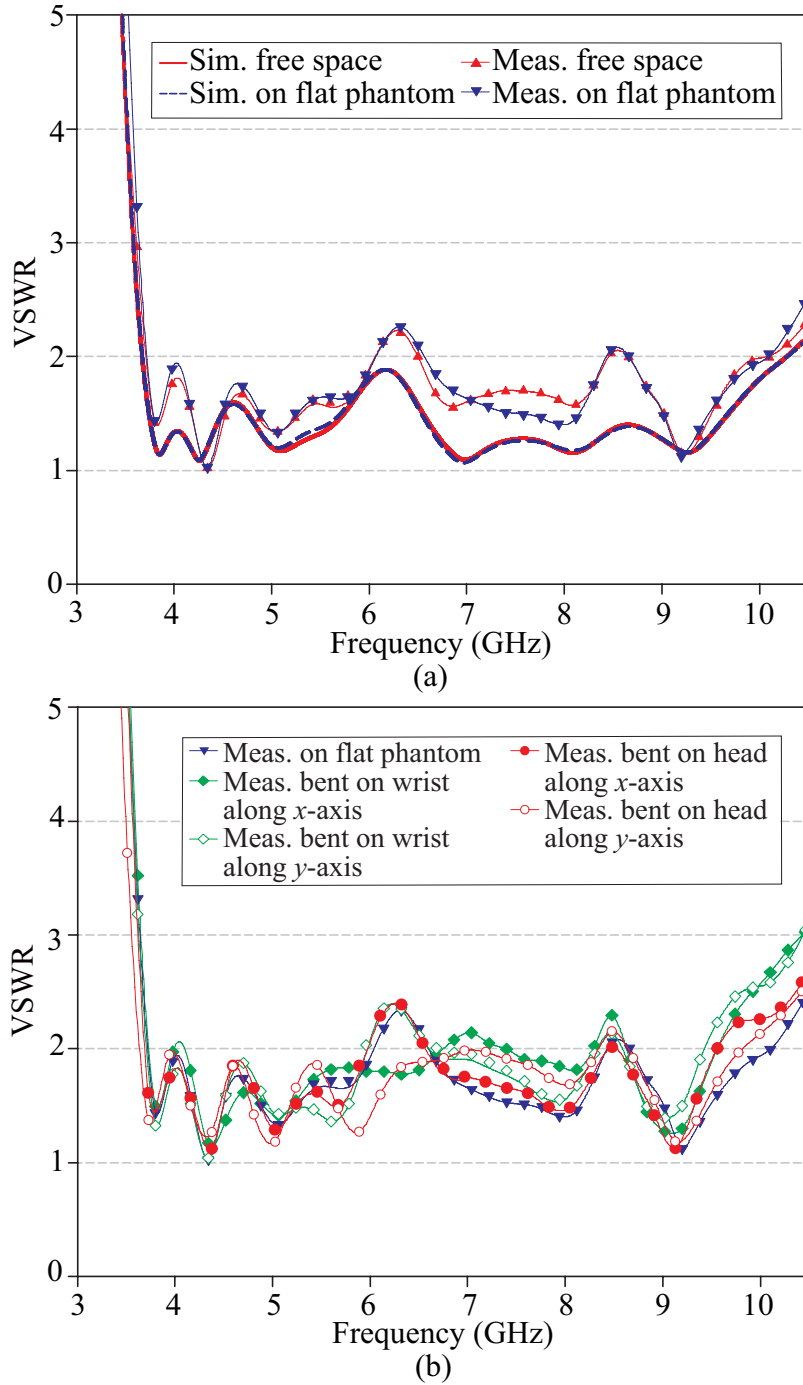 5
4
3
2
1
0
VSWR
Sim. free space
Meas. free space
Sim. on flat phantom
Meas. on flat phantom
3 4 5 6 7 8 9 10
Frequency (GHz)
(a)
5
4
3
2
1
0
VSWR
Meas. on flat phantom
Meas. bent on wrist
along x-axis
Meas. bent on wrist
along y-axis
Meas. bent on head
along x-axis
Meas. bent on head
along y-axis
3 4 5 6 7 8 9 10
Frequency (GHz)
(b)